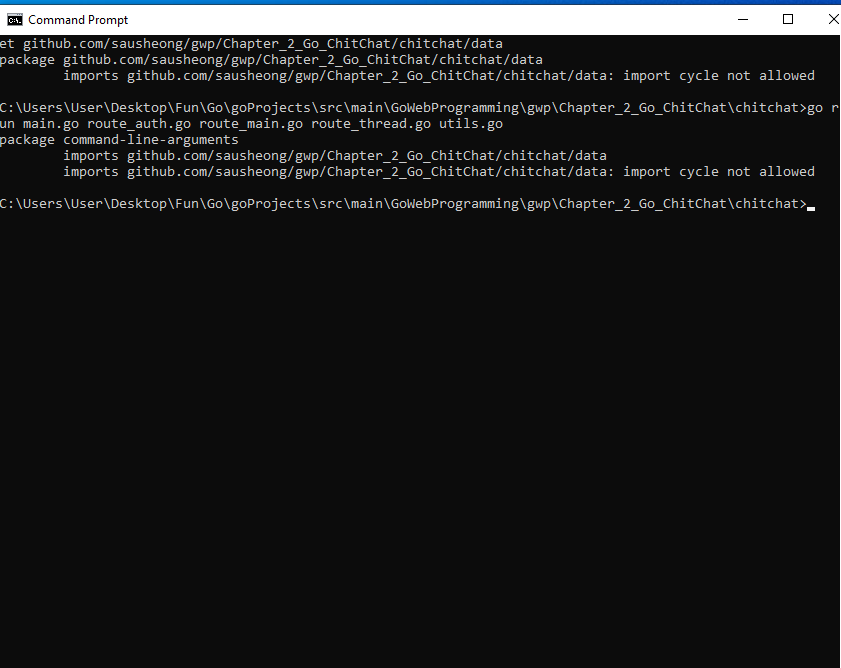 Command Prompt
et github.com/sausheong/gwp/Chapter_2_Go_ChitChat/chitchat/data
package github.com/sausheong/gwp/Chapter_2_Go_ChitChat/chitchat/data
        imports github.com/sausheong/gwp/Chapter_2_Go_ChitChat/chitchat/data: import cycle not allowed
C:\Users\User\Desktop\Fun\Go\goProjects\src\main\GoWebProgramming\gwp\Chapter_2_Go_ChitChat\chitchat>go r
un main.go route_auth.go route_main.go route_thread.go utils.go
package command-line-arguments
        imports github.com/sausheong/gwp/Chapter_2_Go_ChitChat/chitchat/data
        imports github.com/sausheong/gwp/Chapter_2_Go_ChitChat/chitchat/data: import cycle not allowed
C:\Users\User\Desktop\Fun\Go\goProjects\src\main\GoWebProgramming\gwp\Chapter_2_Go_ChitChat\chitchat>